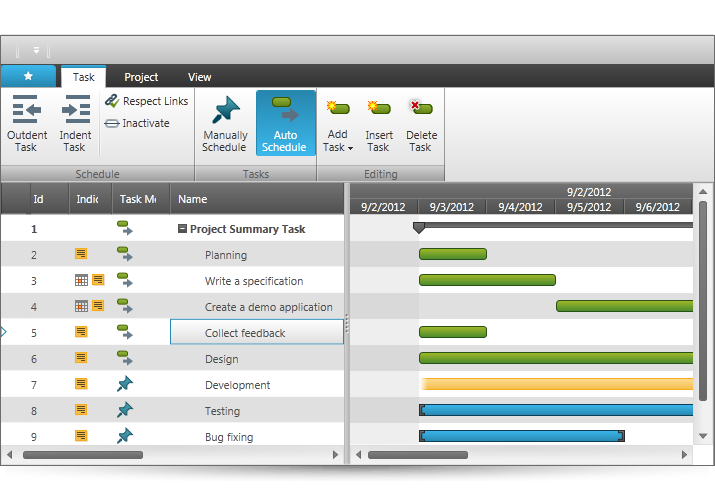 Task Project View
Outdent Task
Indent Task
Respect Links
Inactivate
Schedule
Manually Schedule
Auto Schedule
Tasks
Add Task
Insert Task
Delete Task
Editing
Id Indic Task Mo Name
9/2/2012
9/2/2012 9/3/2012 9/4/2012 9/5/2012 9/6/2012
1 Project Summary Task
2 Planning
3 Write a specification
4 Create a demo application
5 Collect feedback
6 Design
7 Development
8 Testing
9 Bug fixing